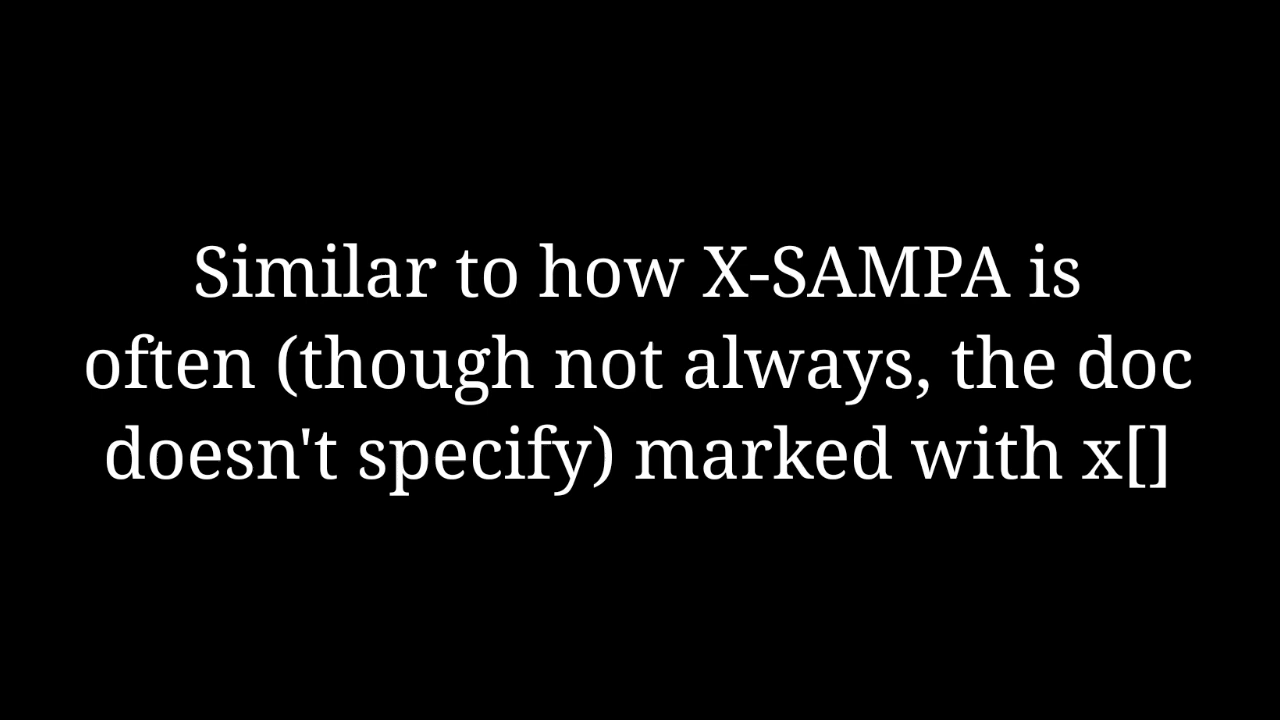 Similar to how X-SAMPA is
often (though not always, the doc
doesn't specify) marked with x[]